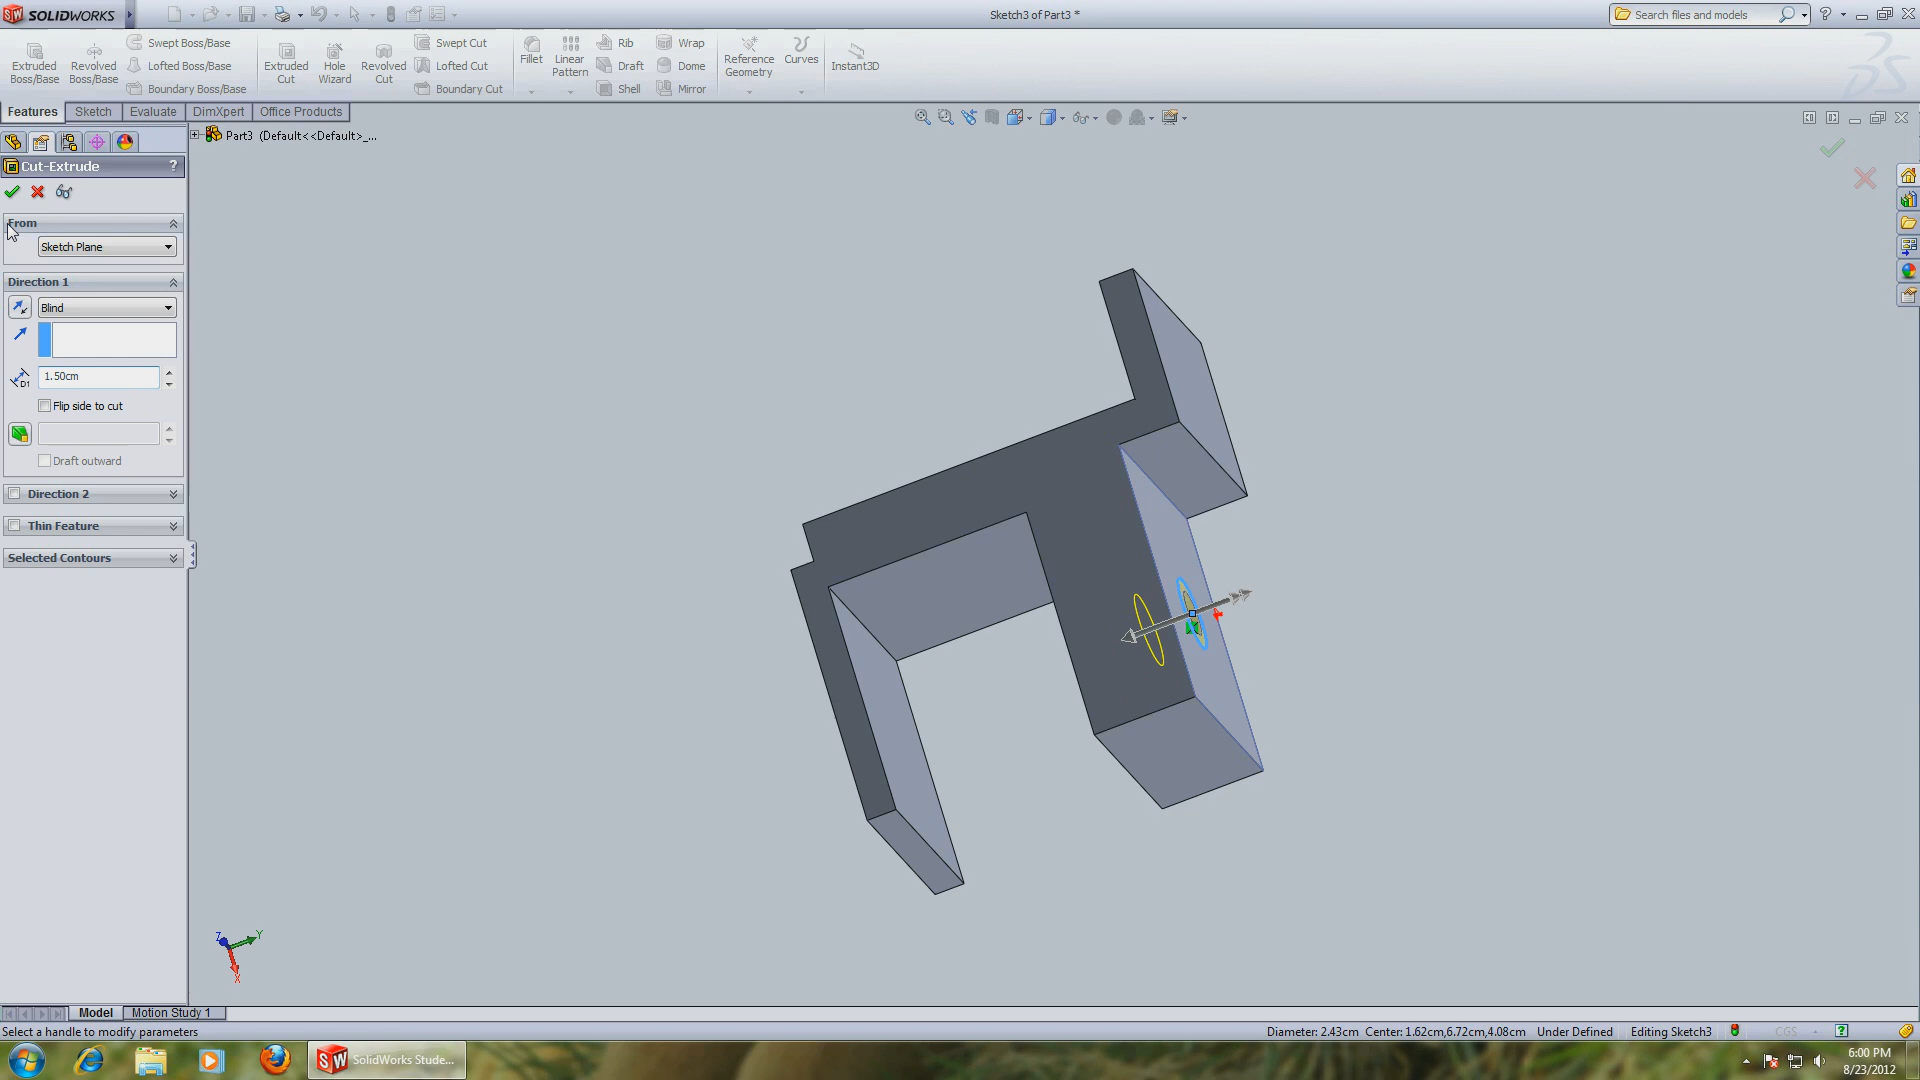 SOLIDWORKS
Sketch3 of Part3 *
Search files and models
Extruded Boss/Base
Revolved Boss/Base
Swept Boss/Base
Lofted Boss/Base
Boundary Boss/Base
Extruded Cut
Hole Wizard
Revolved Cut
Swept Cut
Lofted Cut
Boundary Cut
Fillet
Linear Pattern
Rib
Draft
Shell
Wrap
Dome
Mirror
Reference Geometry
Curves
Instant3D
Features
Sketch
Evaluate
DimXpert
Office Products
Part3 (Default<<Default>_...
Cut-Extrude
?
From
Sketch Plane
Direction 1
Blind
D1
1.50cm
Flip side to cut
Draft outward
Direction 2
Thin Feature
Selected Contours
Z
Y
X
Model
Motion Study 1
Select a handle to modify parameters
Diameter: 2.43cm Center: 1.62cm,6.72cm,4.08cm
Under Defined
Editing Sketch3
CGS
?
SW
SolidWorks Stude...
6:00 PM
8/23/2012